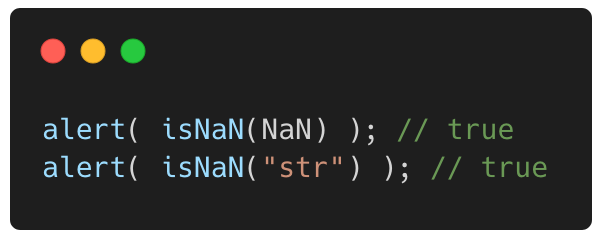 alert( isNaN(NaN) ); // true
alert( isNaN("str") ); // true